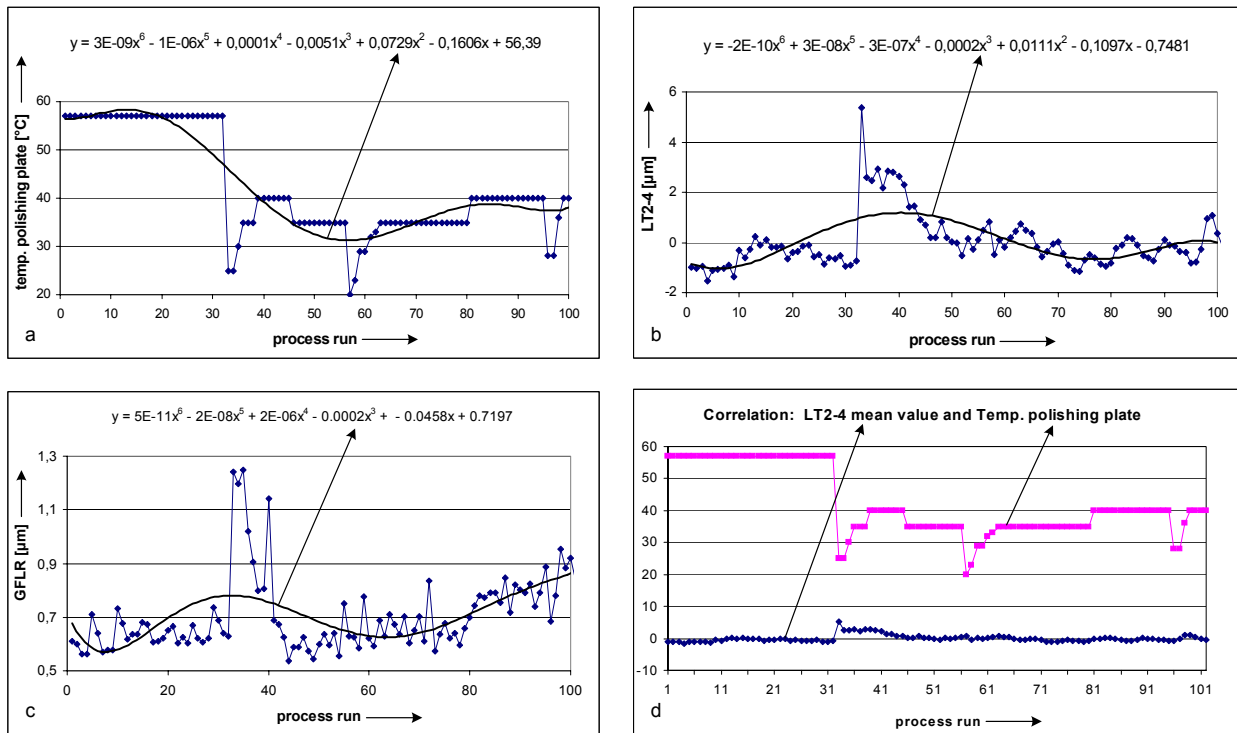 y = 3E-09x⁶ - 1E-06x⁵ + 0,0001x⁴ - 0,0051x³ + 0,0729x² - 0,1606x + 56,39
temp. polishing plate [°C]
60
50
40
30
20
0 10 20 30 40 50 60 70 80 90 100
process run
a
y = -2E-10x⁶ + 3E-08x⁵ - 3E-07x⁴ - 0,0002x³ + 0,0111x² - 0,1097x - 0,7481
LT2-4 [µm]
6
4
2
0
-2
0 10 20 30 40 50 60 70 80 90 100
process run
b
y = 5E-11x⁶ - 2E-08x⁵ + 2E-06x⁴ - 0.0002x³ + - 0.0458x + 0.7197
GFLR [µm]
1,3
1,1
0,9
0,7
0,5
0 20 40 60 80 100
process run
c
Correlation: LT2-4 mean value and Temp. polishing plate
60
50
40
30
20
10
0
-10
1 11 21 31 41 51 61 71 81 91 101
process run
d